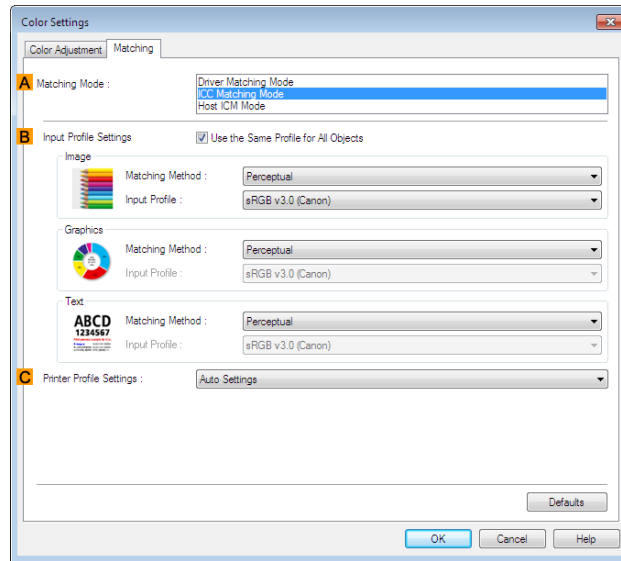 Color Settings
Color Adjustment Matching
A Matching Mode :
Driver Matching Mode
ICC Matching Mode
Host ICM Mode
B Input Profile Settings Use the Same Profile for All Objects
Image
Matching Method : Perceptual
Input Profile : sRGB v3.0 (Canon)
Graphics
Matching Method : Perceptual
Input Profile : sRGB v3.0 (Canon)
Text
ABCD Matching Method : Perceptual
1234567
Input Profile : sRGB v3.0 (Canon)
C Printer Profile Settings : Auto Settings
Defaults
OK Cancel Help